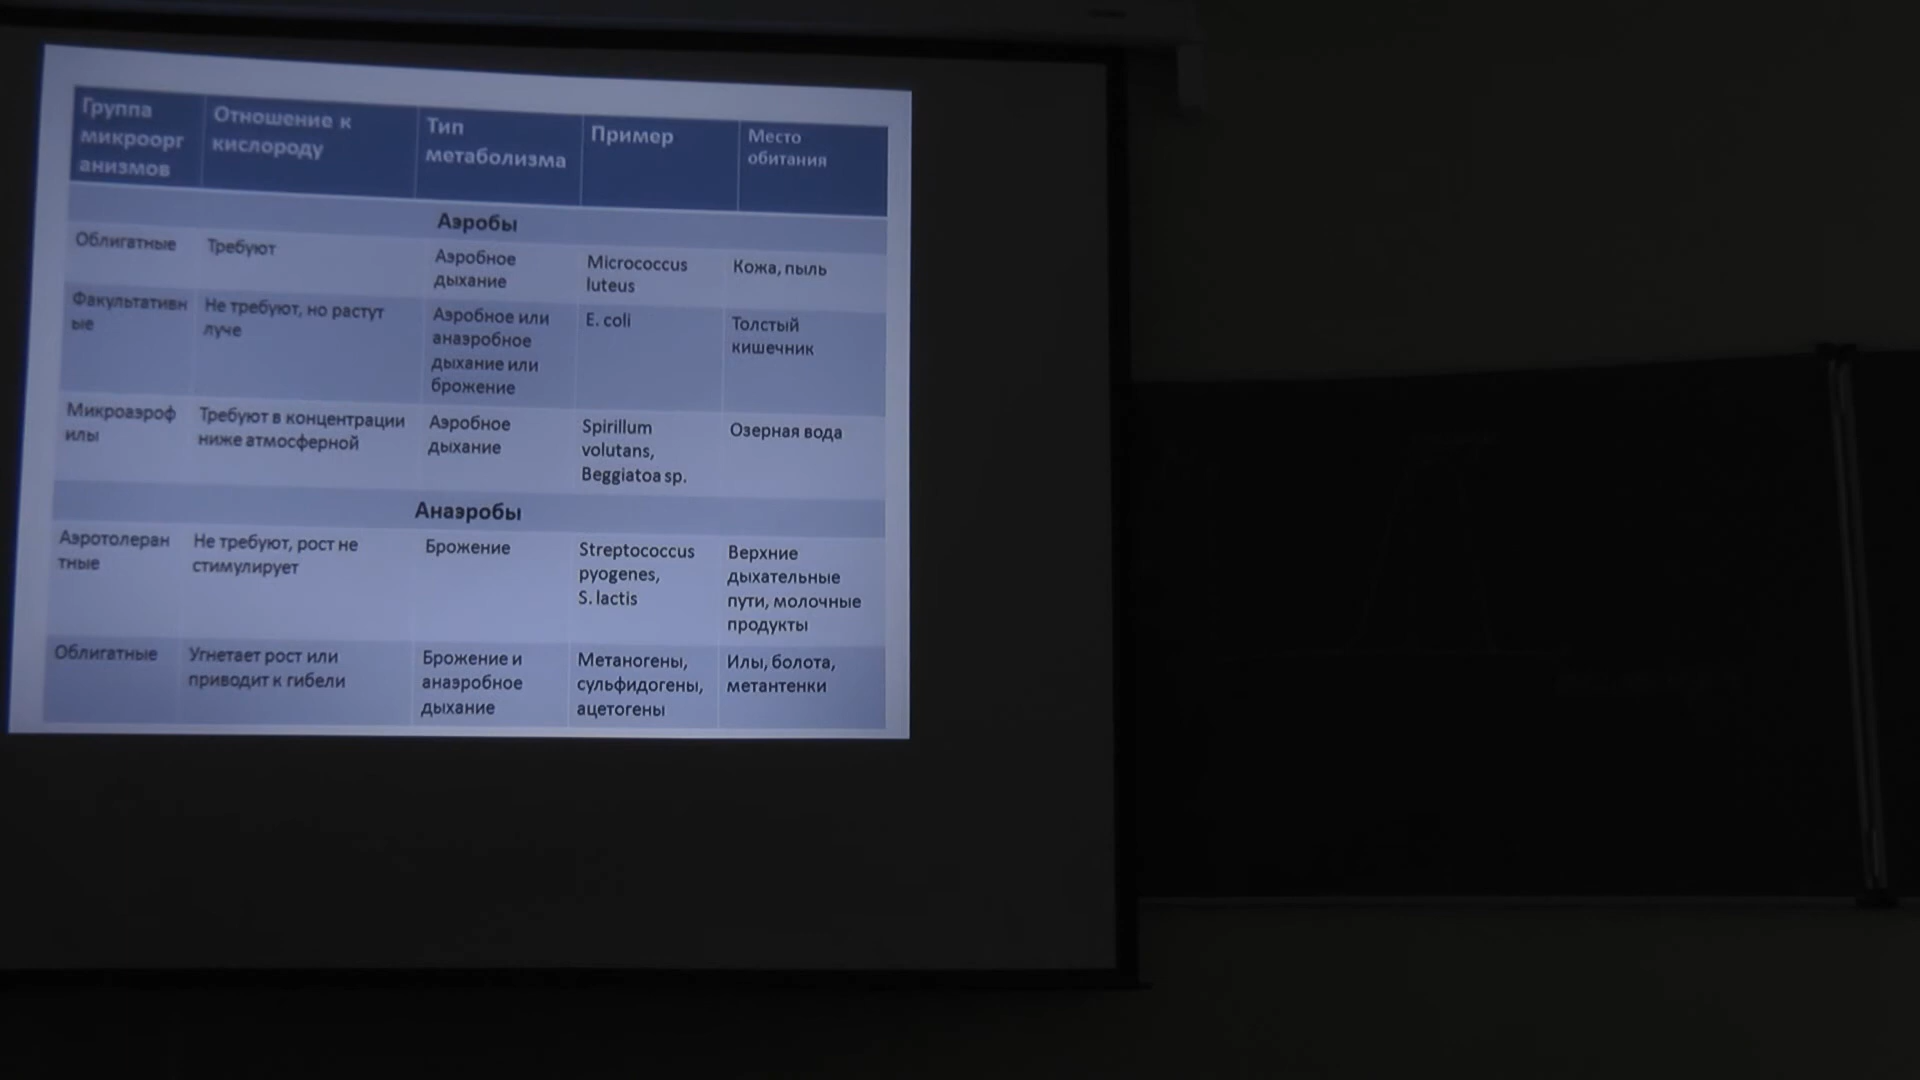 Группа
микроорг
анизмов
Отношение к
кислороду
Тип
метаболизма
Пример
Место
обитания
Аэробы
Облигатные
Требуют
Аэробное
дыхание
Micrococcus
luteus
Кожа, пыль
Факультативн
ые
Не требуют, но растут
луче
Аэробное или
анаэробное
дыхание или
брожение
E. coli
Толстый
кишечник
Микроаэроф
илы
Требуют в концентрации
ниже атмосферной
Аэробное
дыхание
Spirillum
volutans,
Beggiatoa sp.
Озерная вода
Анаэробы
Аэротолеран
тные
Не требуют, рост не
стимулирует
Брожение
Streptococcus
pyogenes,
S. lactis
Верхние
дыхательные
пути, молочные
продукты
Облигатные
Угнетает рост или
приводит к гибели
Брожение и
анаэробное
дыхание
Метаногены,
сульфидогены,
ацетогены
Илы, болота,
метантенки